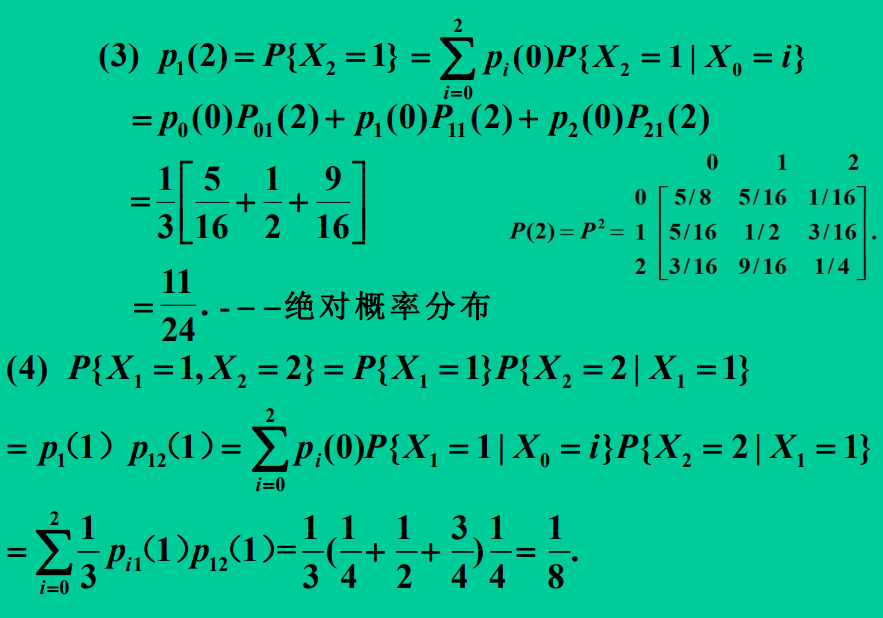 (3) p₁(2) = P{X₂ = 1} = ∑_{i=0}^{2} pᵢ(0)P{X₂ = 1 | X₀ = i}
= p₀(0)P₀₁(2) + p₁(0)P₁₁(2) + p₂(0)P₂₁(2)
= 1/3 [ 5/16 + 1/2 + 9/16 ]
0 1 2
0 [ 5/8 5/16 1/16 ]
P(2) = P² = 1 [ 5/16 1/2 3/16 ] .
2 [ 3/16 9/16 1/4 ]
= 11/24 . - - - 绝对概率分布
(4) P{X₁ = 1, X₂ = 2} = P{X₁ = 1}P{X₂ = 2 | X₁ = 1}
= p₁(1) p₁₂(1) = ∑_{i=0}^{2} pᵢ(0)P{X₁ = 1 | X₀ = i}P{X₂ = 2 | X₁ = 1}
= ∑_{i=0}^{2} 1/3 pᵢ₁(1)p₁₂(1) = 1/3 (1/4 + 1/2 + 3/4) 1/4 = 1/8 .